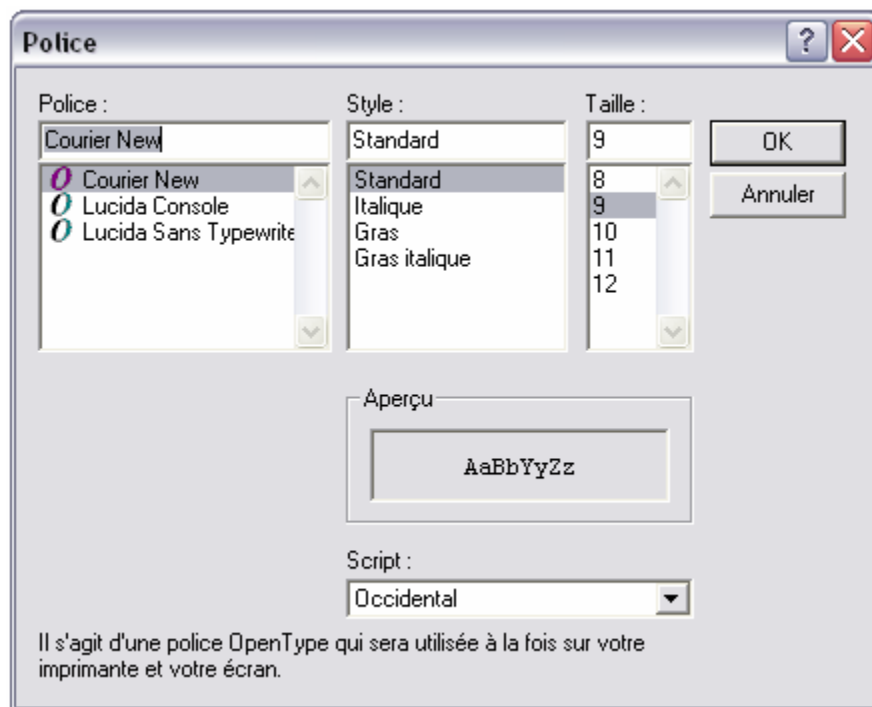 Police
Police :
Style :
Taille :
Courier New
Standard
9
OK
Courier New
Lucida Console
Lucida Sans Typewrite
Standard
Italique
Gras
Gras italique
8
9
10
11
12
Annuler
Aperçu
AaBbYyZz
Script :
Occidental
Il s'agit d'une police OpenType qui sera utilisée à la fois sur votre
imprimante et votre écran.